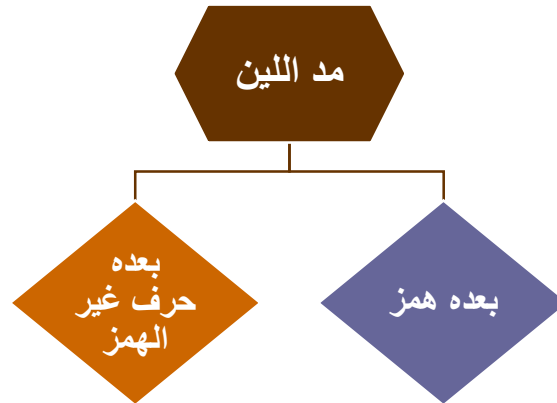 مد اللين
بعده همز
بعده
حرف غير
الهمز